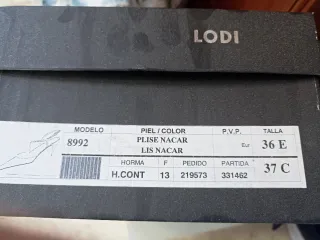 LODI
MODELO PIEL / COLOR P.V.P. TALLA
8992 PLISE NACAR Eur 36 E
LIS NACAR
HORMA F PEDIDO PARTIDA 37 C
H.CONT 13 219573 331462